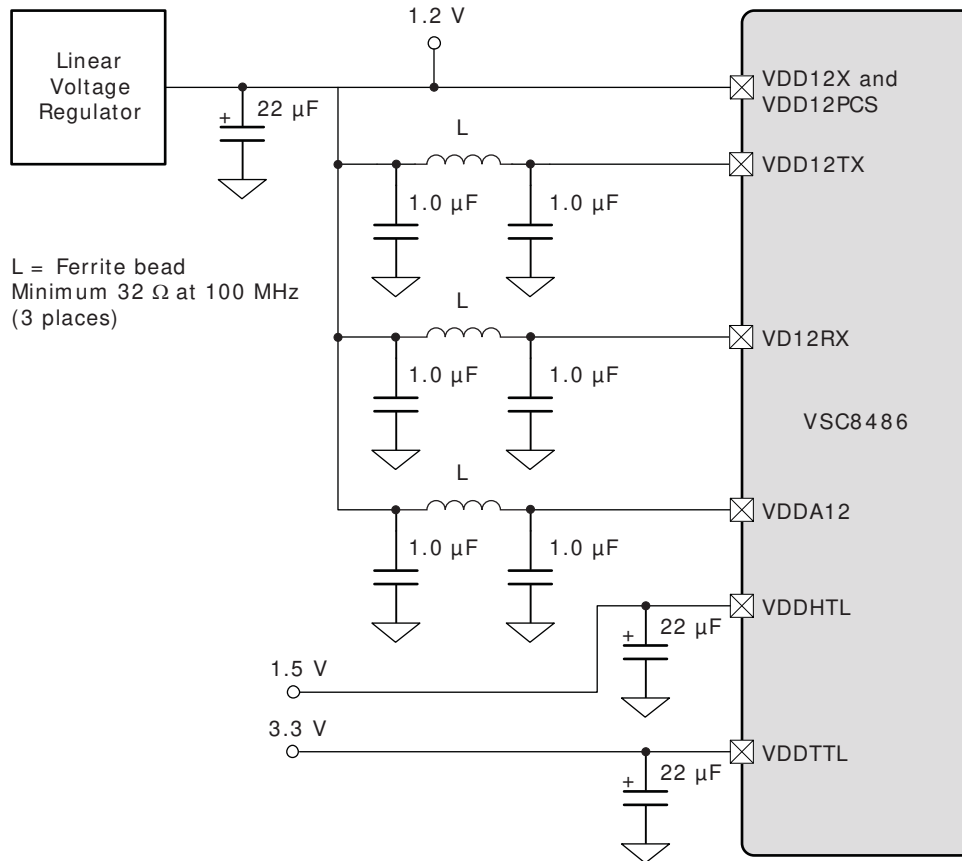 1.2 V
Linear
Voltage
Regulator
+
22 µF
VDD12X and
VDD12PCS
L
VDD12TX
1.0 µF
1.0 µF
L = Ferrite bead
Minimum 32 Ω at 100 MHz
(3 places)
L
VD12RX
1.0 µF
1.0 µF
VSC8486
L
VDDA12
1.0 µF
1.0 µF
VDDHTL
+
22 µF
1.5 V
3.3 V
VDDTTL
+
22 µF